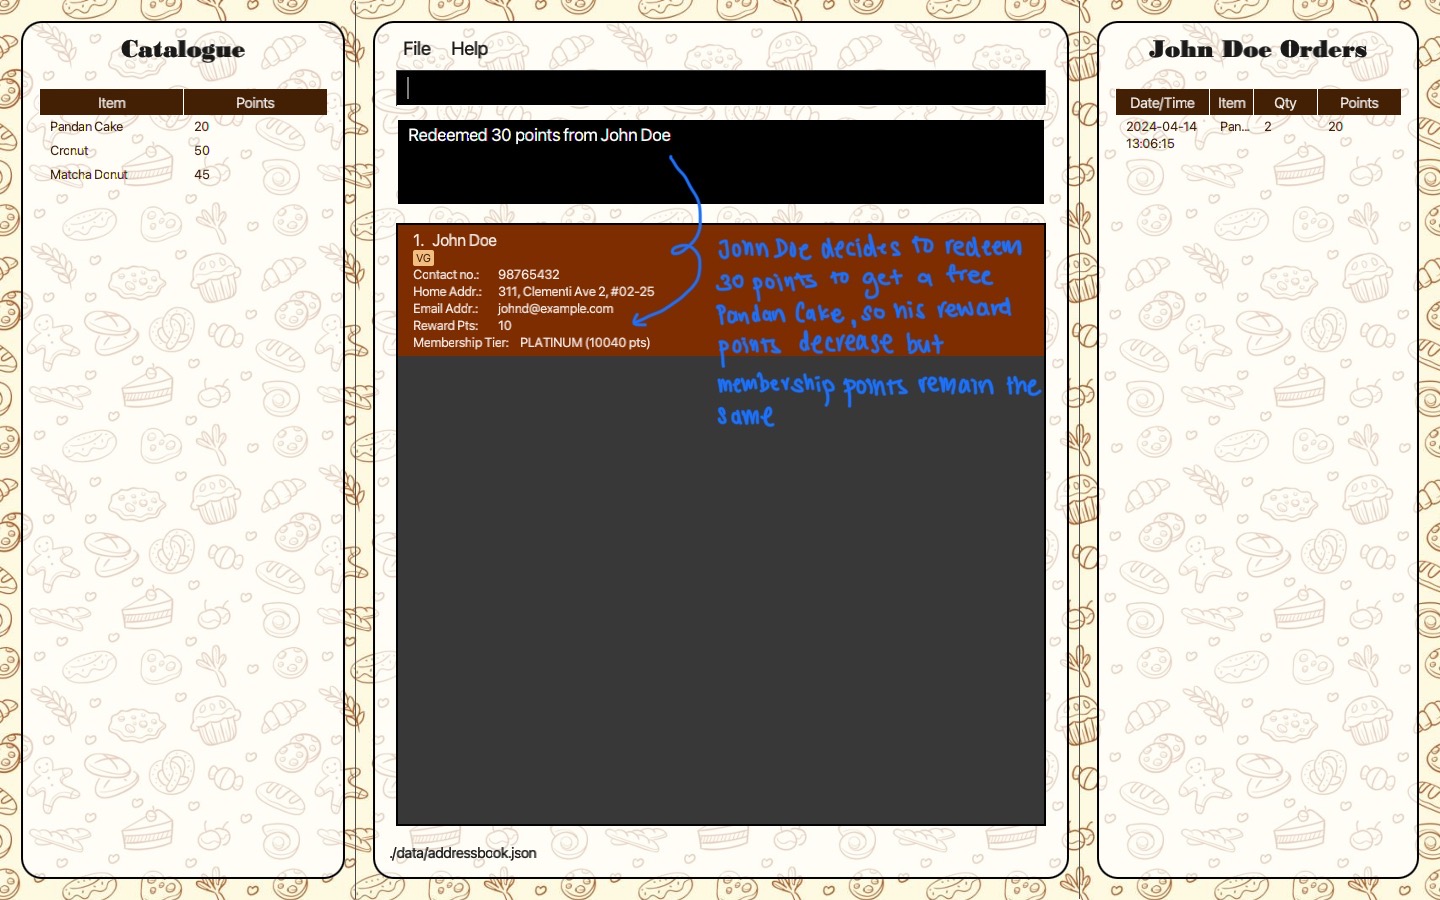 Catalogue
Item Points
Pandan Cake 20
Cronut 50
Matcha Donut 45
File Help
Redeemed 30 points from John Doe
1. John Doe
VG
Contact no.: 98765432
Home Addr.: 311, Clementi Ave 2, #02-25
Email Addr.: johnd@example.com
Reward Pts: 10
Membership Tier: PLATINUM (10040 pts)
John Doe decides to redeem
30 points to get a free
Pandan Cake, so his reward
points decrease but
membership points remain the
same
./data/addressbook.json
John Doe Orders
Date/Time Item Qty Points
2024-04-14 Pan... 2 20
13:06:15